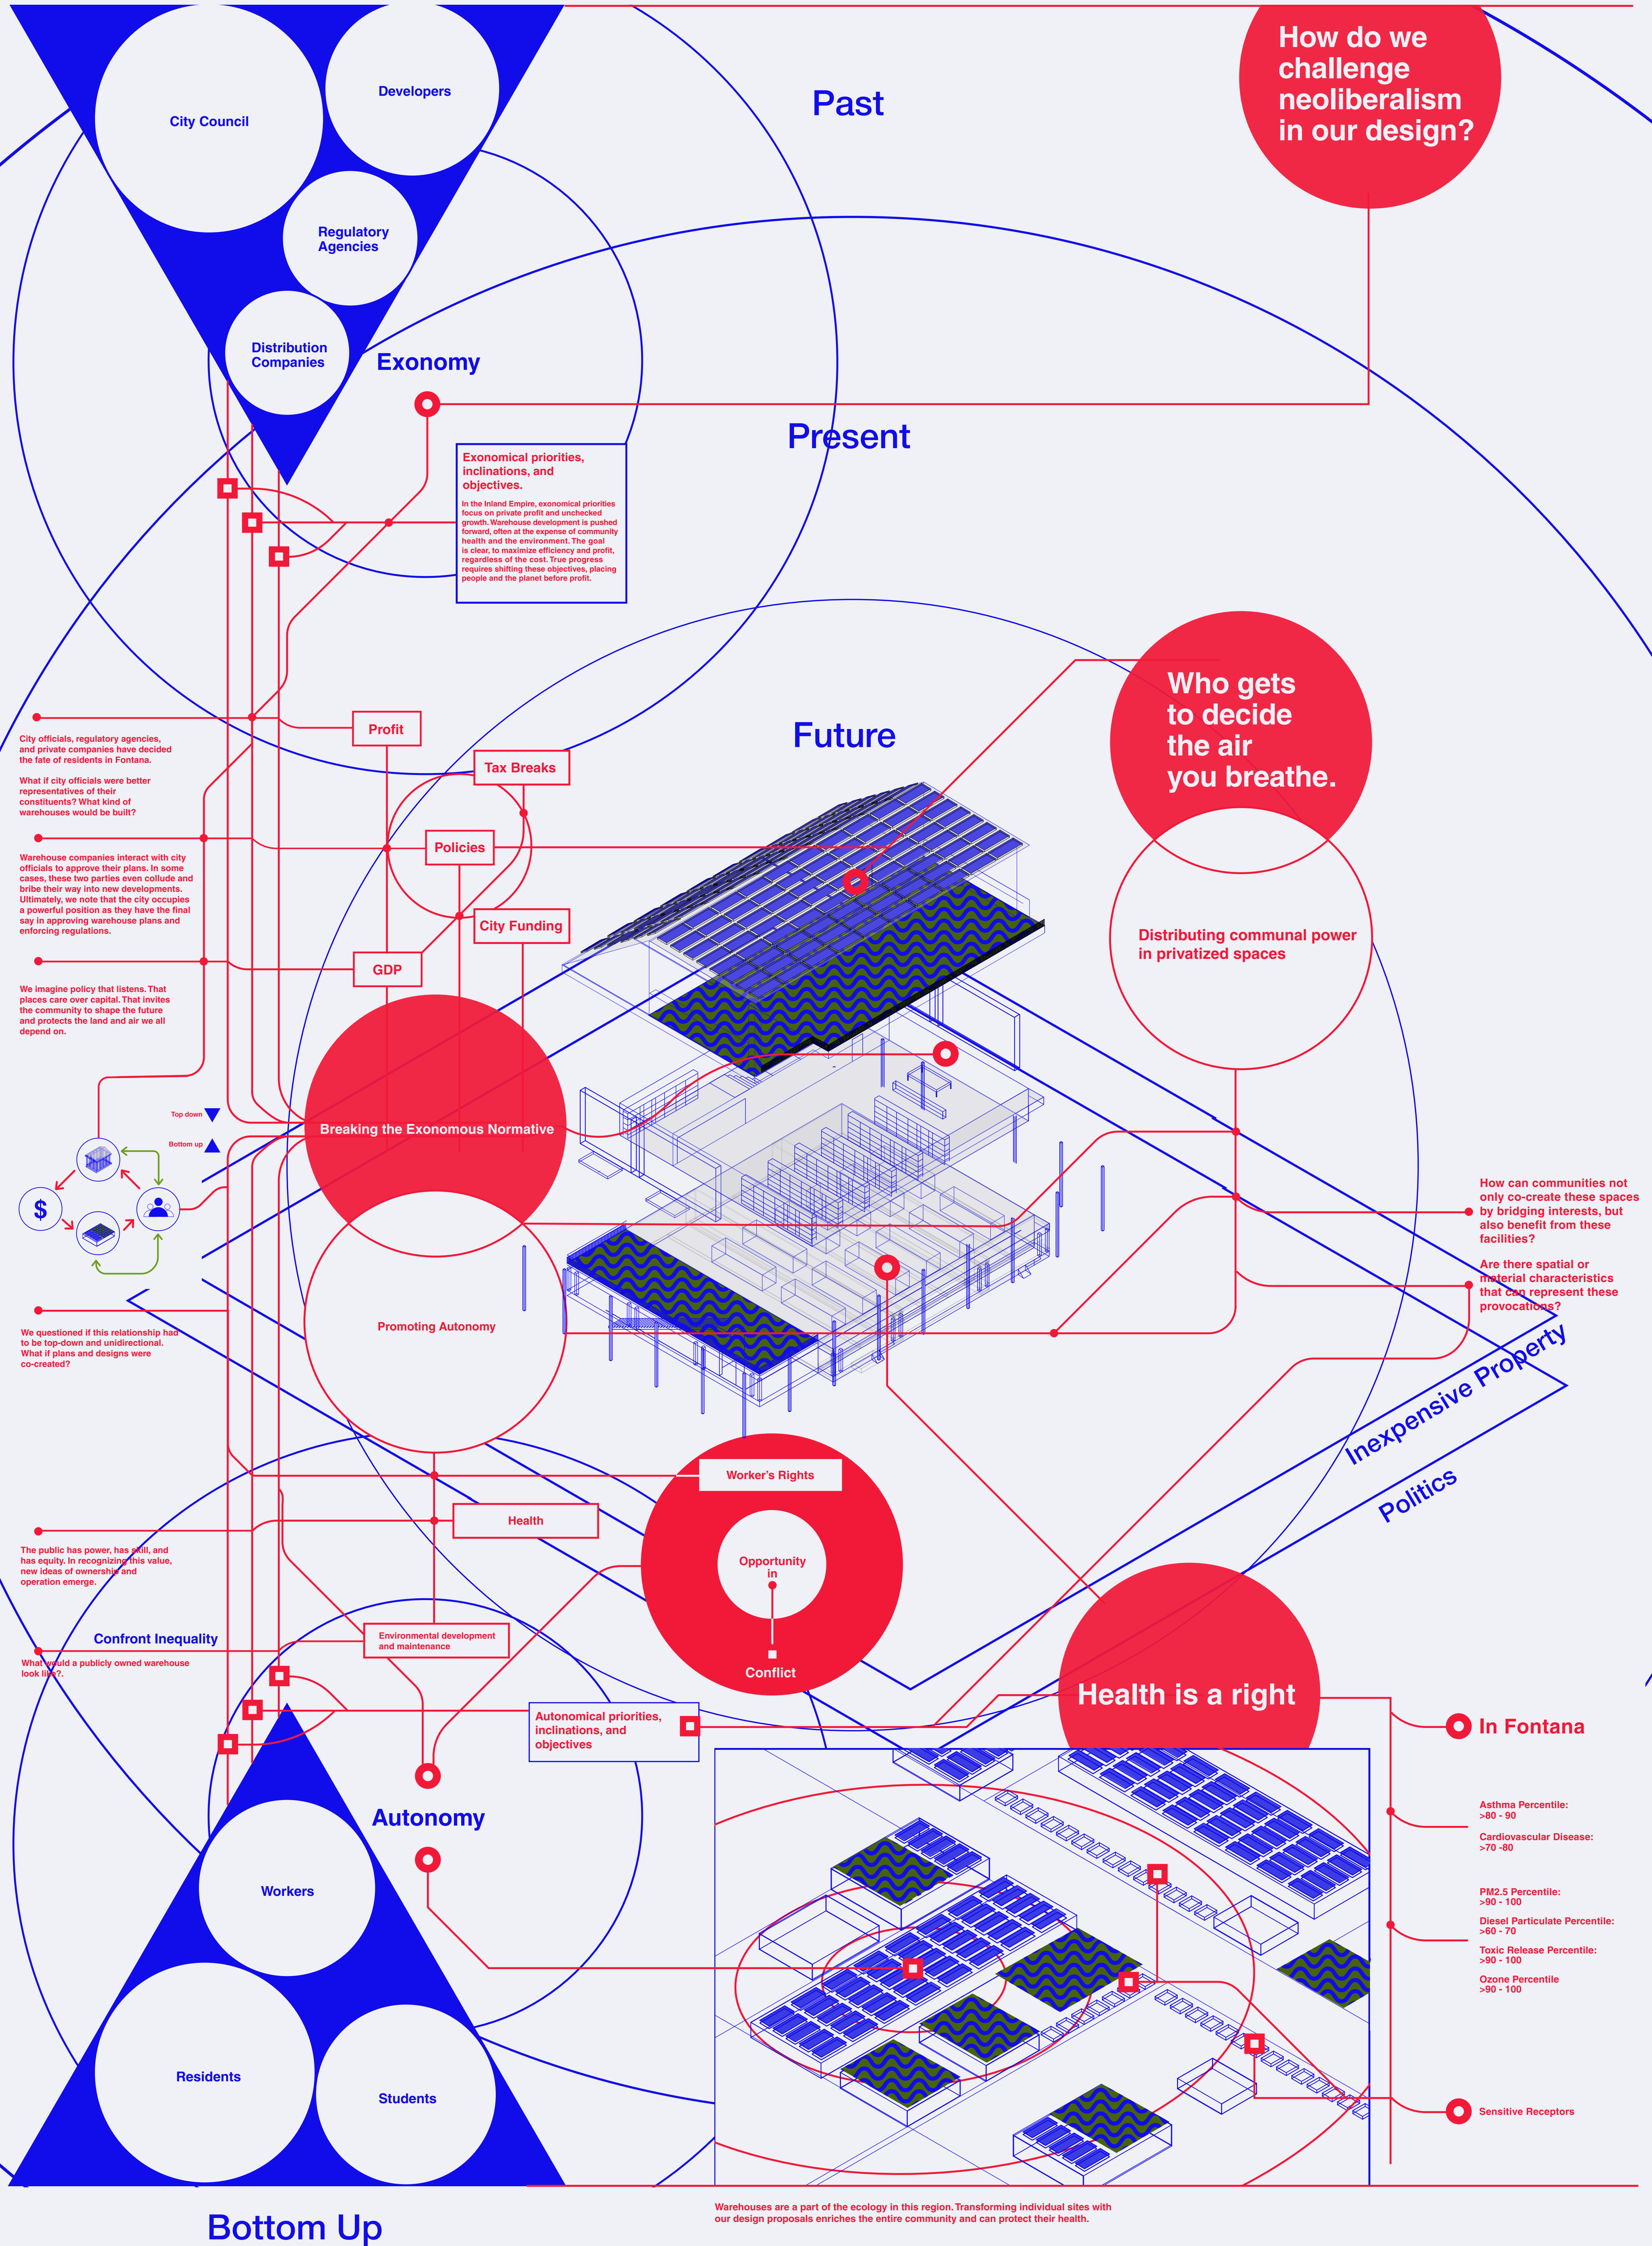 How do we
challenge
neoliberalism
in our design?
City Council
Developers
Past
Regulatory
Agencies
Distribution
Companies
Exonomy
Present
Exonomical priorities,
inclinations, and
objectives.
In the Inland Empire, exonomical priorities
focus on private profit and unchecked
growth. Warehouse development is pushed
forward, often at the expense of community
health and the environment. The goal
is clear, to maximize efficiency and profit,
regardless of the cost. True progress
requires shifting these objectives, placing
people and the planet before profit.
Who gets
to decide
the air
you breathe.
Future
Profit
City officials, regulatory agencies,
and private companies have decided
the fate of residents in Fontana.
What if city officials were better
representatives of their
constituents? What kind of
warehouses would be built?
Tax Breaks
Policies
Warehouse companies interact with city
officials to approve their plans. In some
cases, these two parties even collude and
bribe their way into new developments.
Ultimately, we note that the city occupies
a powerful position as they have the final
say in approving warehouse plans and
enforcing regulations.
City Funding
GDP
Distributing communal power
in privatized spaces
We imagine policy that listens. That
places care over capital. That invites
the community to shape the future
and protects the land and air we all
depend on.
Top down
Bottom up
$
Breaking the Exonomous Normative
How can communities not
only co-create these spaces
by bridging interests, but
also benefit from these
facilities?
Are there spatial or
material characteristics
that can represent these
provocations?
Promoting Autonomy
We questioned if this relationship had
to be top-down and unidirectional.
What if plans and designs were
co-created?
Inexpensive Property
Politics
Worker's Rights
Health
Opportunity
in
Conflict
The public has power, has skill, and
has equity. In recognizing this value,
new ideas of ownership and
operation emerge.
Environmental development
and maintenance
Confront Inequality
What would a publicly owned warehouse
look like?.
Autonomical priorities,
inclinations, and
objectives
Health is a right
In Fontana
Asthma Percentile:
>80 - 90
Cardiovascular Disease:
>70 -80
PM2.5 Percentile:
>90 - 100
Diesel Particulate Percentile:
>60 - 70
Toxic Release Percentile:
>90 - 100
Ozone Percentile
>90 - 100
Autonomy
Workers
Residents
Students
Sensitive Receptors
Warehouses are a part of the ecology in this region. Transforming individual sites with
our design proposals enriches the entire community and can protect their health.
Bottom Up